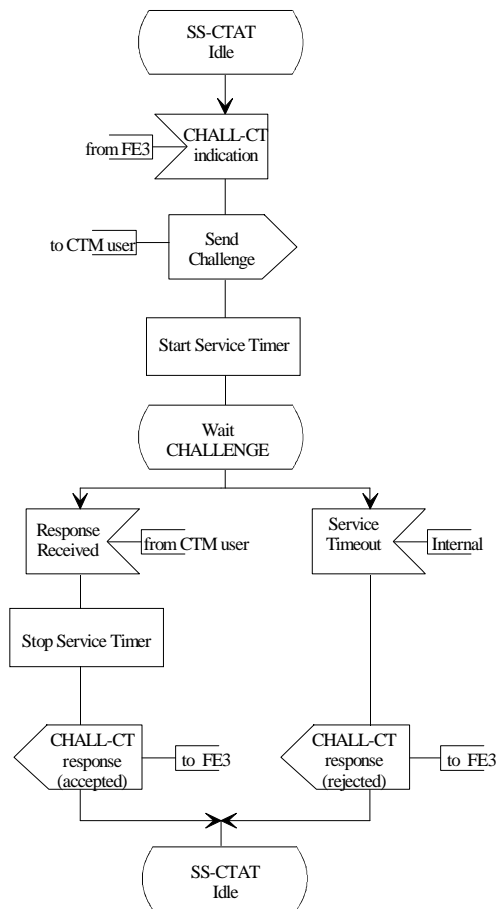 SS-CTAT
Idle
from FE3
CHALL-CT
indication
to CTM user
Send
Challenge
Start Service Timer
Wait
CHALLENGE
Response
Received
from CTM user
Service
Timeout
Internal
Stop Service Timer
CHALL-CT
response
(accepted)
to FE3
CHALL-CT
response
(rejected)
to FE3
SS-CTAT
Idle